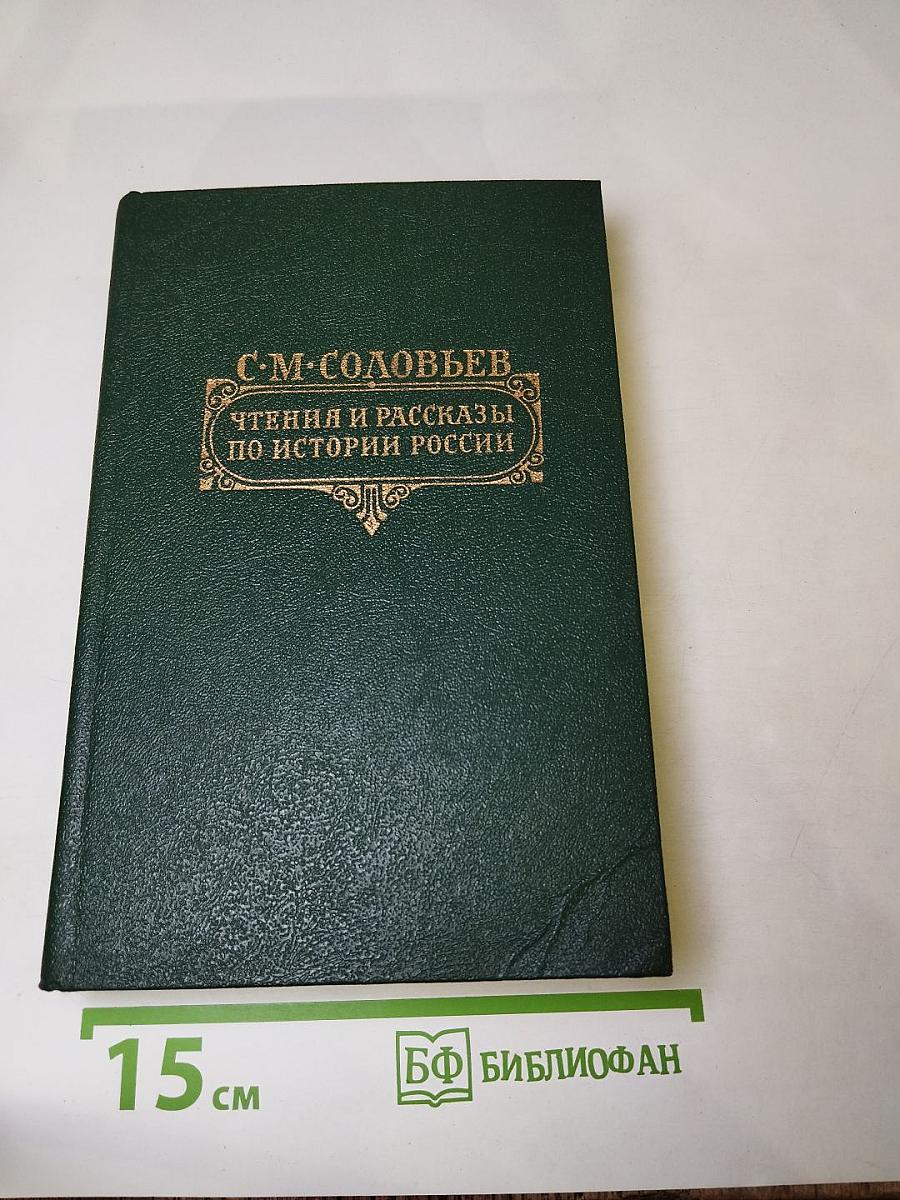 С·М·СОЛОВЬЕВ
ЧТЕНИЯ И РАССКАЗЫ
ПО ИСТОРИИ РОССИИ
15 см
БФ БИБЛИОФАН